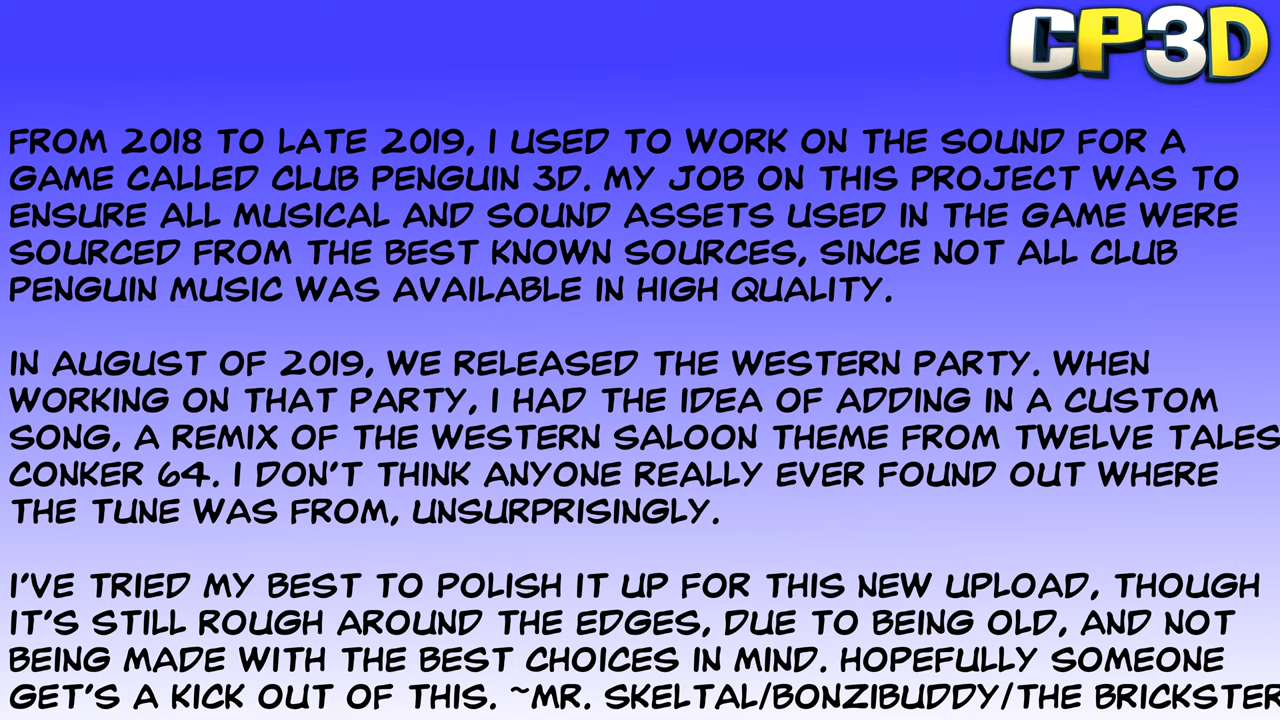 CP3D
FROM 2018 TO LATE 2019, I USED TO WORK ON THE SOUND FOR A
GAME CALLED CLUB PENGUIN 3D. MY JOB ON THIS PROJECT WAS TO
ENSURE ALL MUSICAL AND SOUND ASSETS USED IN THE GAME WERE
SOURCED FROM THE BEST KNOWN SOURCES, SINCE NOT ALL CLUB
PENGUIN MUSIC WAS AVAILABLE IN HIGH QUALITY.
IN AUGUST OF 2019, WE RELEASED THE WESTERN PARTY. WHEN
WORKING ON THAT PARTY, I HAD THE IDEA OF ADDING IN A CUSTOM
SONG, A REMIX OF THE WESTERN SALOON THEME FROM TWELVE TALES
CONKER 64. I DON'T THINK ANYONE REALLY EVER FOUND OUT WHERE
THE TUNE WAS FROM, UNSURPRISINGLY.
I'VE TRIED MY BEST TO POLISH IT UP FOR THIS NEW UPLOAD, THOUGH
IT'S STILL ROUGH AROUND THE EDGES, DUE TO BEING OLD, AND NOT
BEING MADE WITH THE BEST CHOICES IN MIND. HOPEFULLY SOMEONE
GET'S A KICK OUT OF THIS. ~MR. SKELTAL/BONZIBUDDY/THE BRICKSTER